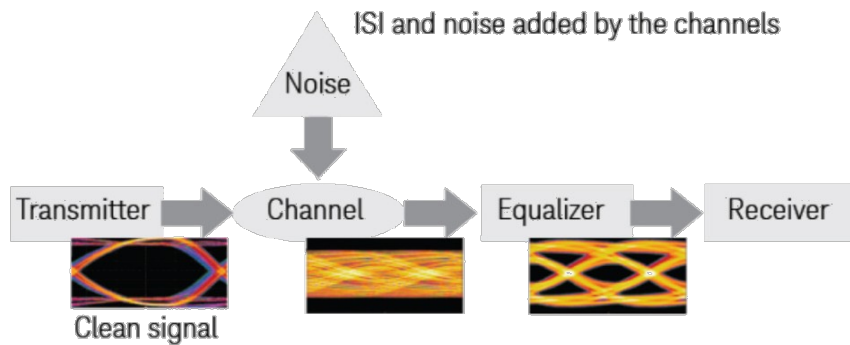 ISI and noise added by the channels
Noise
Transmitter
Channel
Equalizer
Receiver
Clean signal